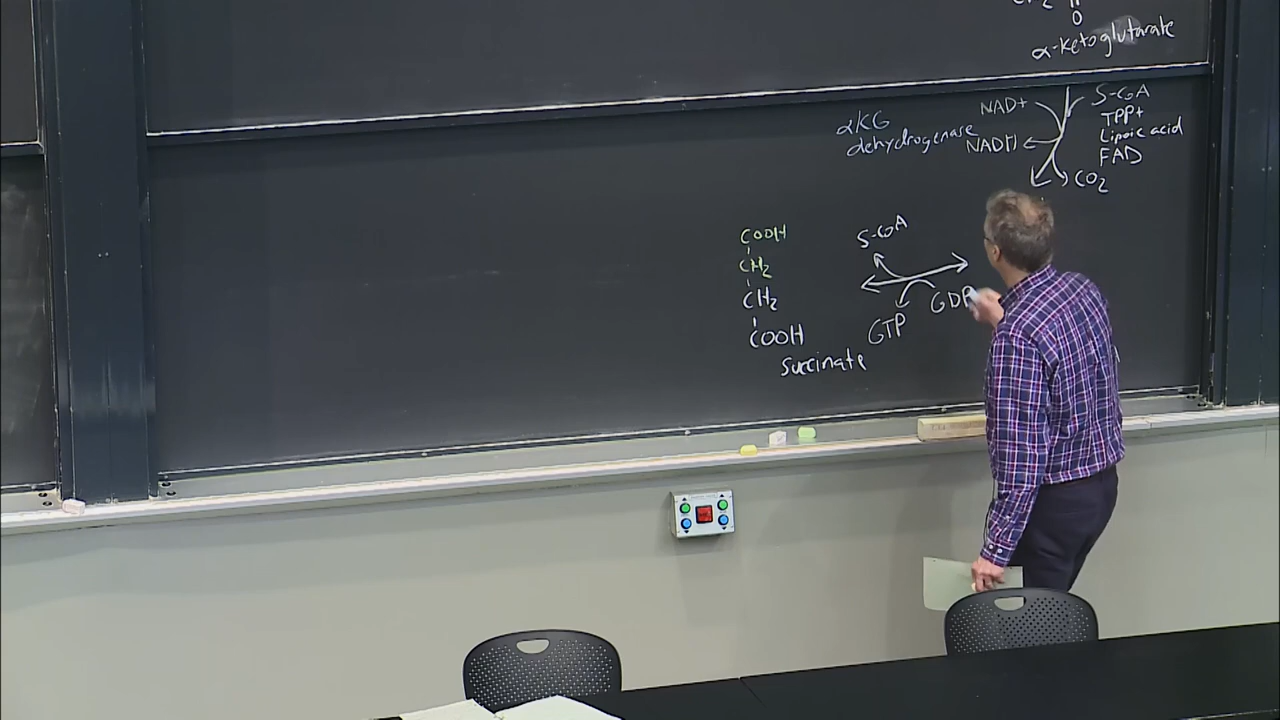 O
α-ketoglutarate
NAD+
S-CoA
TPP+
Lipoic acid
FAD
αKG
dehydrogenase
NADH
CO2
COOH
CH2
CH2
COOH
Succinate
S-CoA
GTP
GDP